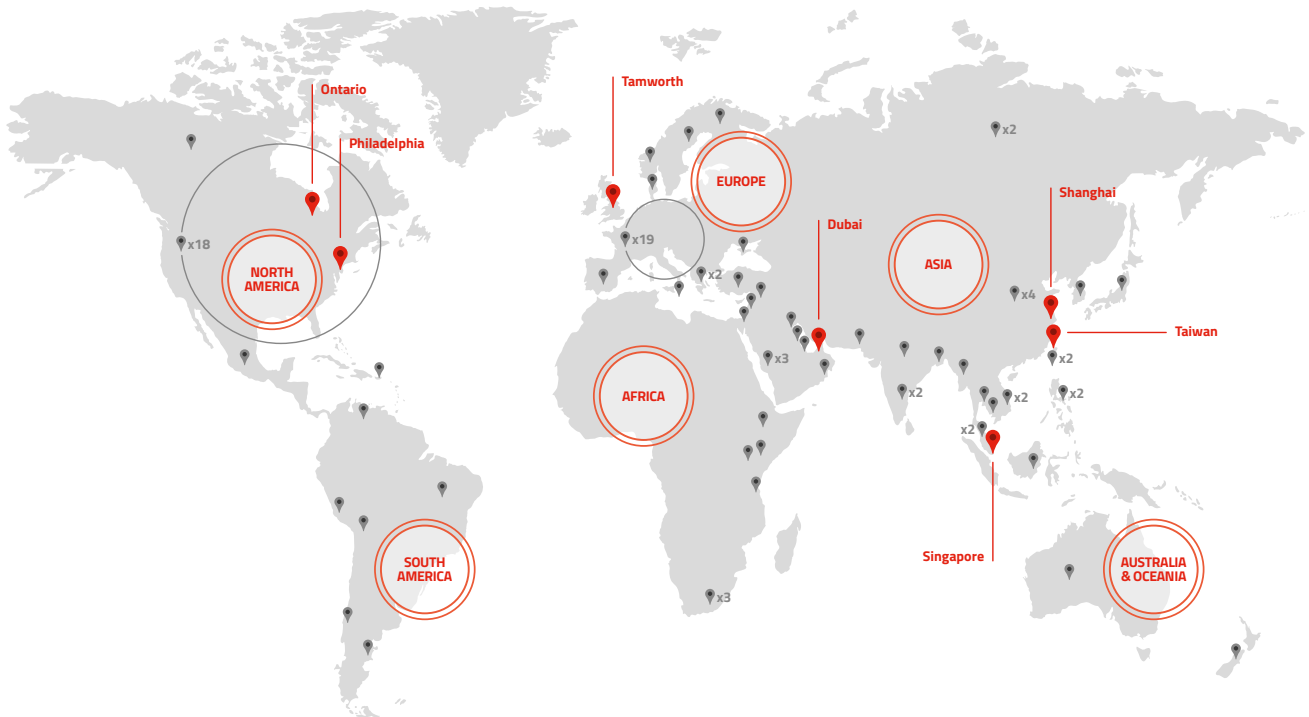 Ontario
Tamworth
Philadelphia
x2
EUROPE
Shanghai
Dubai
x18
x19
NORTH
AMERICA
x2
ASIA
x4
Taiwan
x3
x2
AFRICA
x2
x2
x2
x2
Singapore
SOUTH
AMERICA
AUSTRALIA
& OCEANIA
x3